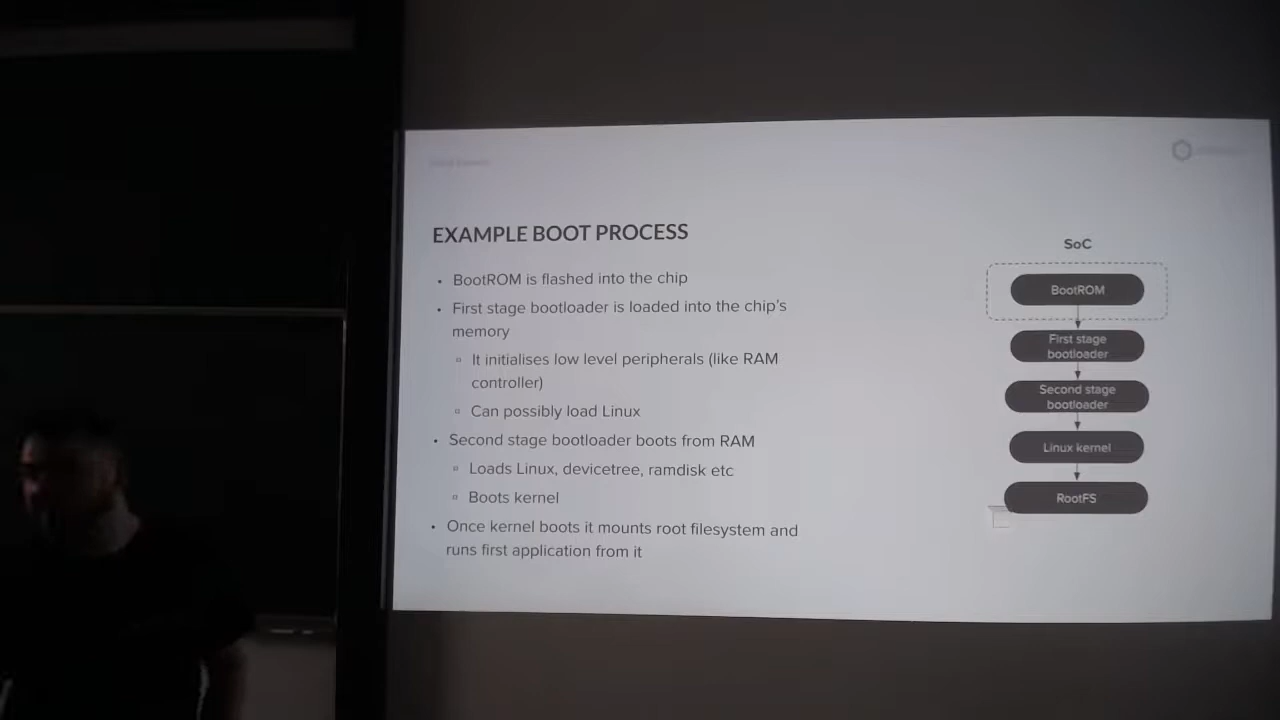 EXAMPLE BOOT PROCESS
• BootROM is flashed into the chip
• First stage bootloader is loaded into the chip's
memory
▫ It initialises low level peripherals (like RAM
controller)
▫ Can possibly load Linux
• Second stage bootloader boots from RAM
▫ Loads Linux, devicetree, ramdisk etc
▫ Boots kernel
• Once kernel boots it mounts root filesystem and
runs first application from it
SoC
BootROM
First stage
bootloader
Second stage
bootloader
Linux kernel
RootFS